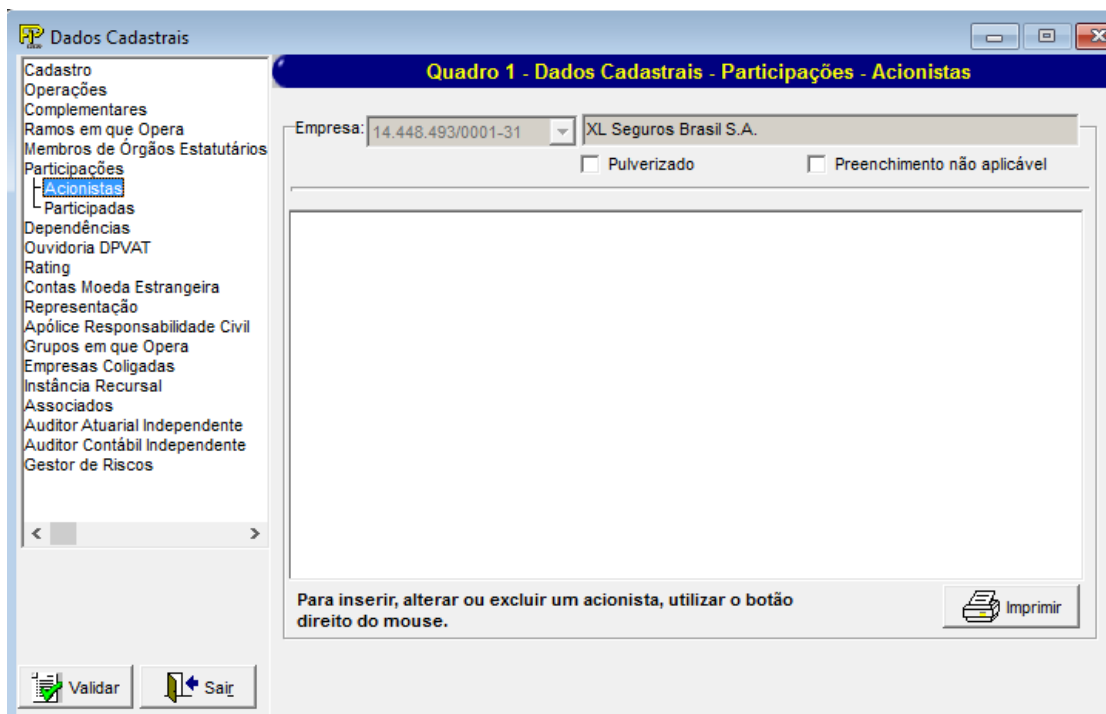 Dados Cadastrais
Cadastro
Operações
Complementares
Ramos em que Opera
Membros de Órgãos Estatutários
Participações
Acionistas
Participadas
Dependências
Ouvidoria DPVAT
Rating
Contas Moeda Estrangeira
Representação
Apólice Responsabilidade Civil
Grupos em que Opera
Empresas Coligadas
Instância Recursal
Associados
Auditor Atuarial Independente
Auditor Contábil Independente
Gestor de Riscos
Validar
Sair
Quadro 1 - Dados Cadastrais - Participações - Acionistas
Empresa: 14.448.493/0001-31 XL Seguros Brasil S.A.
Pulverizado Preenchimento não aplicável
Para inserir, alterar ou excluir um acionista, utilizar o botão
direito do mouse.
Imprimir